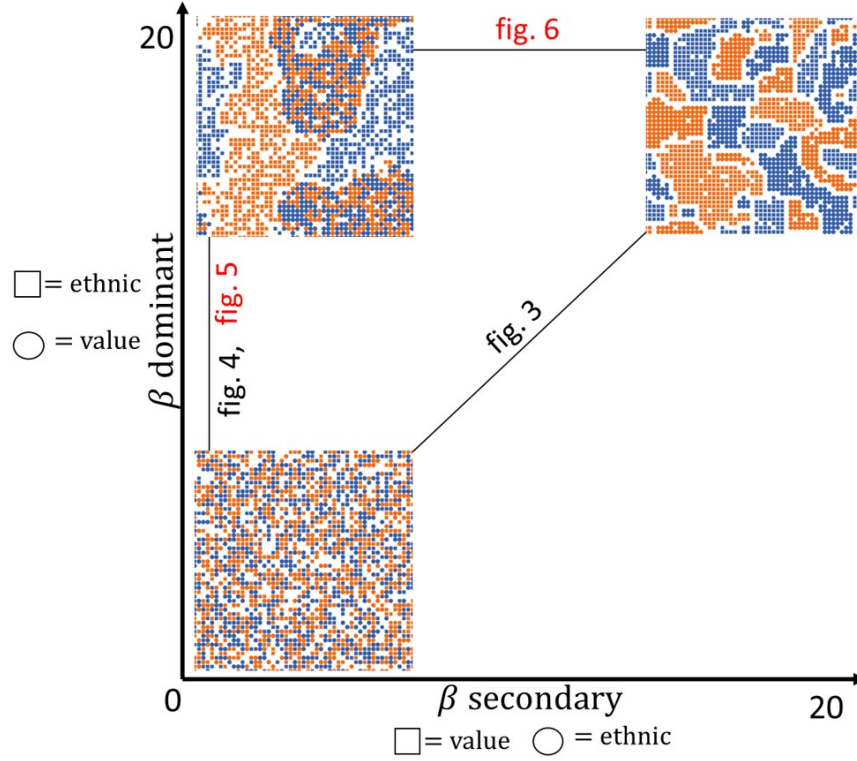 20
fig. 6
□= ethnic
○ = value
β dominant
fig. 4, fig. 5
fig. 3
0
β secondary
20
□= value ○ = ethnic